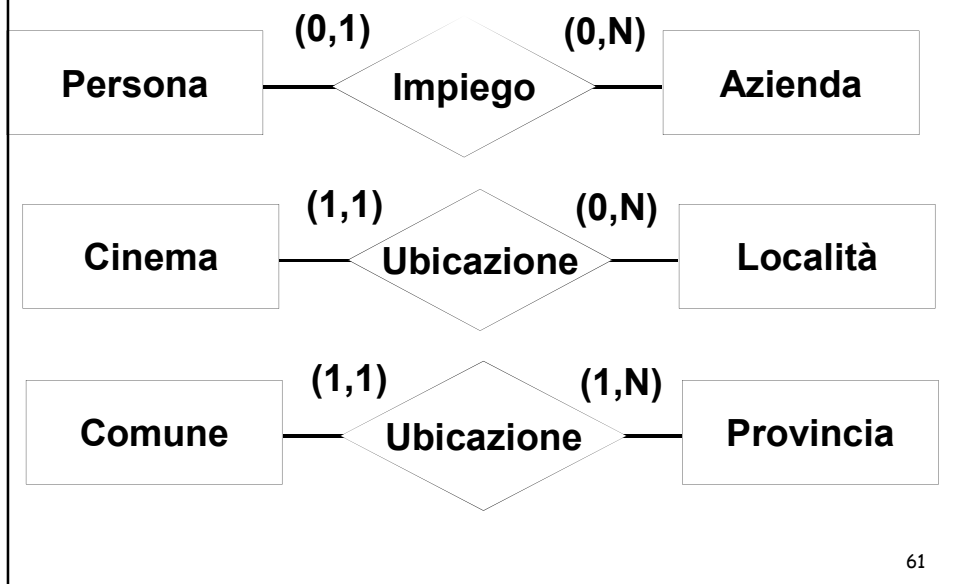 (0,1) (0,N)
Persona Impiego Azienda
(1,1) (0,N)
Cinema Ubicazione Località
(1,1) (1,N)
Comune Ubicazione Provincia
61